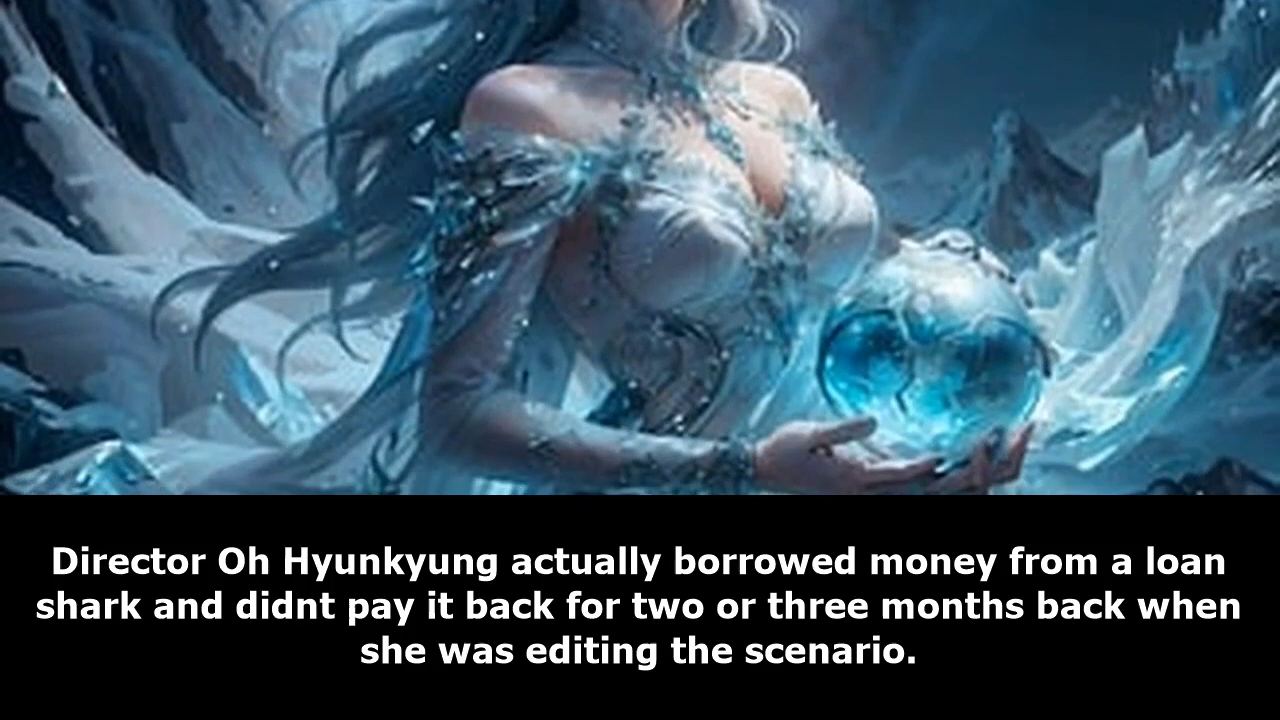 Director Oh Hyunkyung actually borrowed money from a loan
shark and didnt pay it back for two or three months back when
she was editing the scenario.